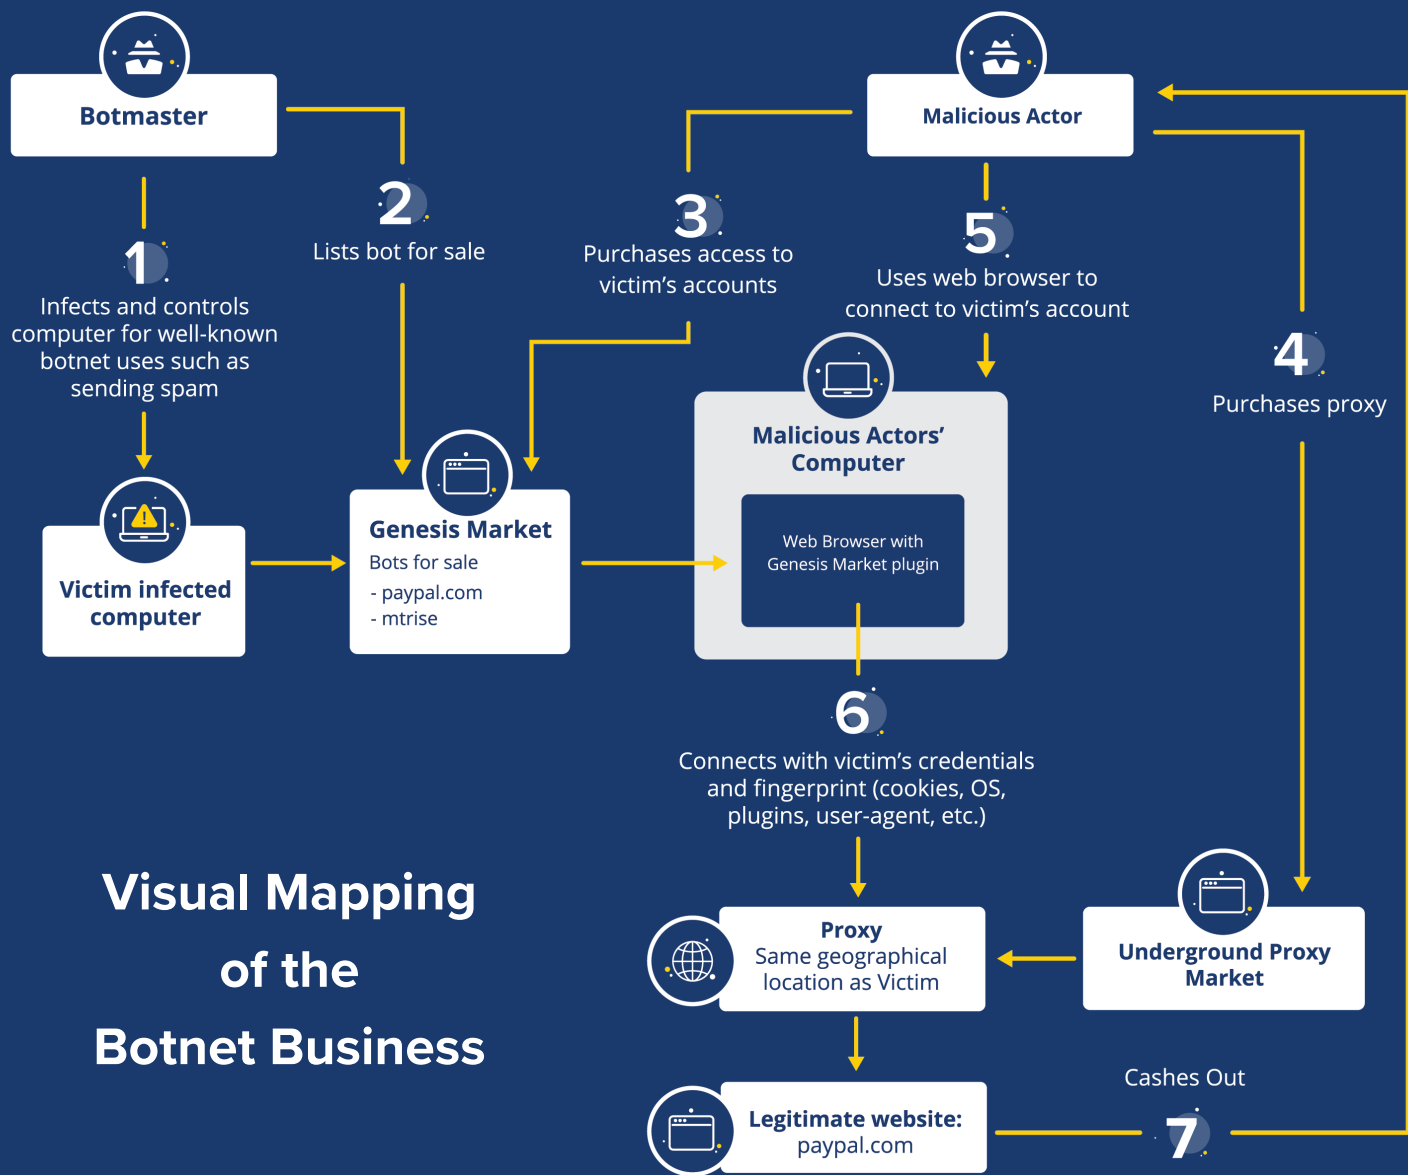 Botmaster
Malicious Actor
1
Infects and controls
computer for well-known
botnet uses such as
sending spam
2
Lists bot for sale
3
Purchases access to
victim’s accounts
5
Uses web browser to
connect to victim’s account
4
Purchases proxy
Victim infected
computer
Genesis Market
Bots for sale
- paypal.com
- mtrise
Malicious Actors’
Computer
Web Browser with
Genesis Market plugin
6
Connects with victim’s credentials
and fingerprint (cookies, OS,
plugins, user-agent, etc.)
Visual Mapping
of the
Botnet Business
Proxy
Same geographical
location as Victim
Underground Proxy
Market
Legitimate website:
paypal.com
Cashes Out
7